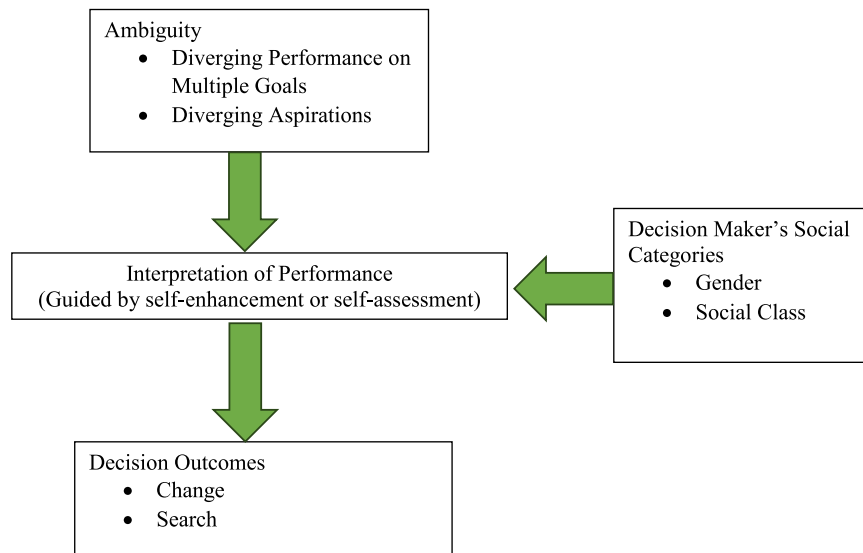 Ambiguity
• Diverging Performance on
Multiple Goals
• Diverging Aspirations
Decision Maker’s Social
Categories
• Gender
• Social Class
Interpretation of Performance
(Guided by self-enhancement or self-assessment)
Decision Outcomes
• Change
• Search